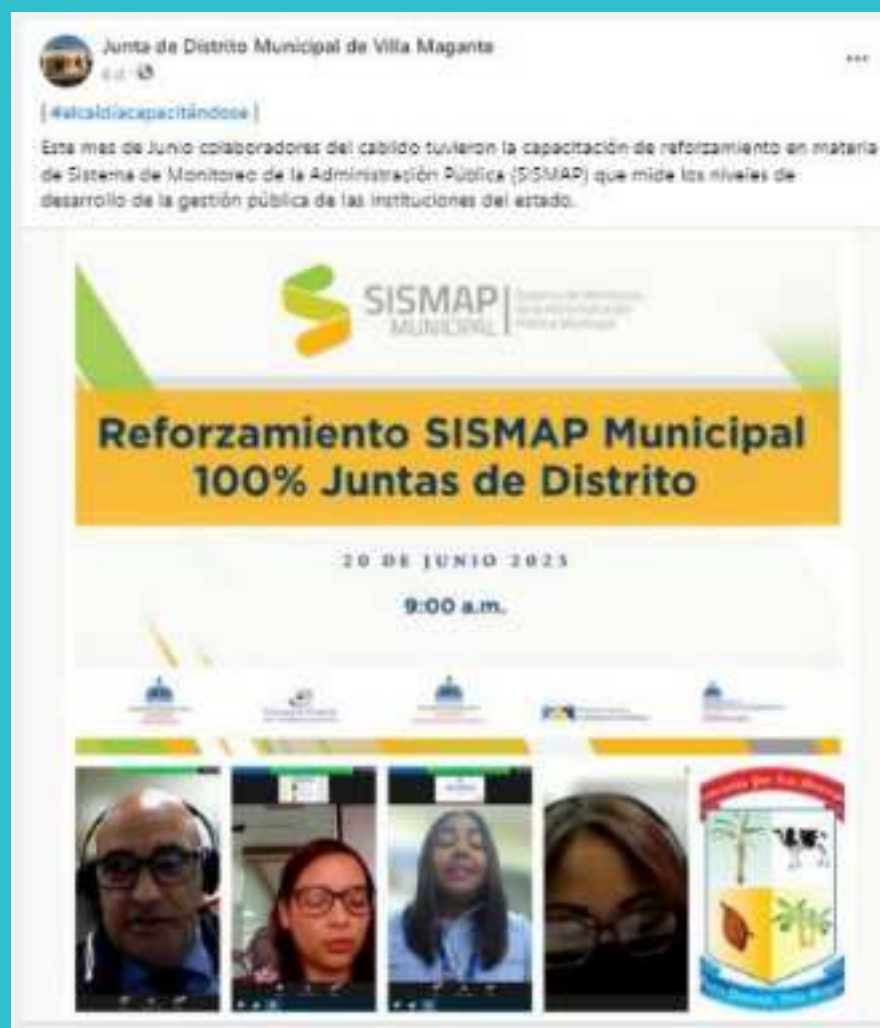 Junta de Distrito Municipal de Villa Magante
4 d
| #alcaldíacapacitándose |
Este mes de Junio colaboradores del cabildo tuvieron la capacitación de reforzamiento en materia
de Sistema de Monitoreo de la Administración Pública (SISMAP) que mide los niveles de
desarrollo de la gestión pública de las instituciones del estado.
SISMAP
MUNICIPAL
Reforzamiento SISMAP Municipal
100% Juntas de Distrito
20 DE JUNIO 2023
9:00 a.m.